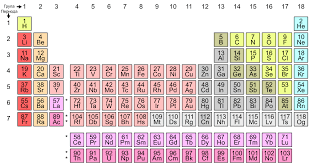 Группа → 1 2 3 4 5 6 7 8 9 10 11 12 13 14 15 16 17 18
Период
↓
1 1 2
H He
2 3 4 5 6 7 8 9 10
Li Be B C N O F Ne
3 11 12 13 14 15 16 17 18
Na Mg Al Si P S Cl Ar
4 19 20 21 22 23 24 25 26 27 28 29 30 31 32 33 34 35 36
K Ca Sc Ti V Cr Mn Fe Co Ni Cu Zn Ga Ge As Se Br Kr
5 37 38 39 40 41 42 43 44 45 46 47 48 49 50 51 52 53 54
Rb Sr Y Zr Nb Mo Tc Ru Rh Pd Ag Cd In Sn Sb Te I Xe
6 55 56 57 * 72 73 74 75 76 77 78 79 80 81 82 83 84 85 86
Cs Ba La Hf Ta W Re Os Ir Pt Au Hg Tl Pb Bi Po At Rn
7 87 88 89 * 104 105 106 107 108 109 110 111 112 113 114 115 116 117 118
Fr Ra Ac Rf Db Sg Bh Hs Mt Ds Rg Cn
* 58 59 60 61 62 63 64 65 66 67 68 69 70 71
Ce Pr Nd Pm Sm Eu Gd Tb Dy Ho Er Tm Yb Lu
* 90 91 92 93 94 95 96 97 98 99 100 101 102 103
Th Pa U Np Pu Am Cm Bk Cf Es Fm Md No Lr